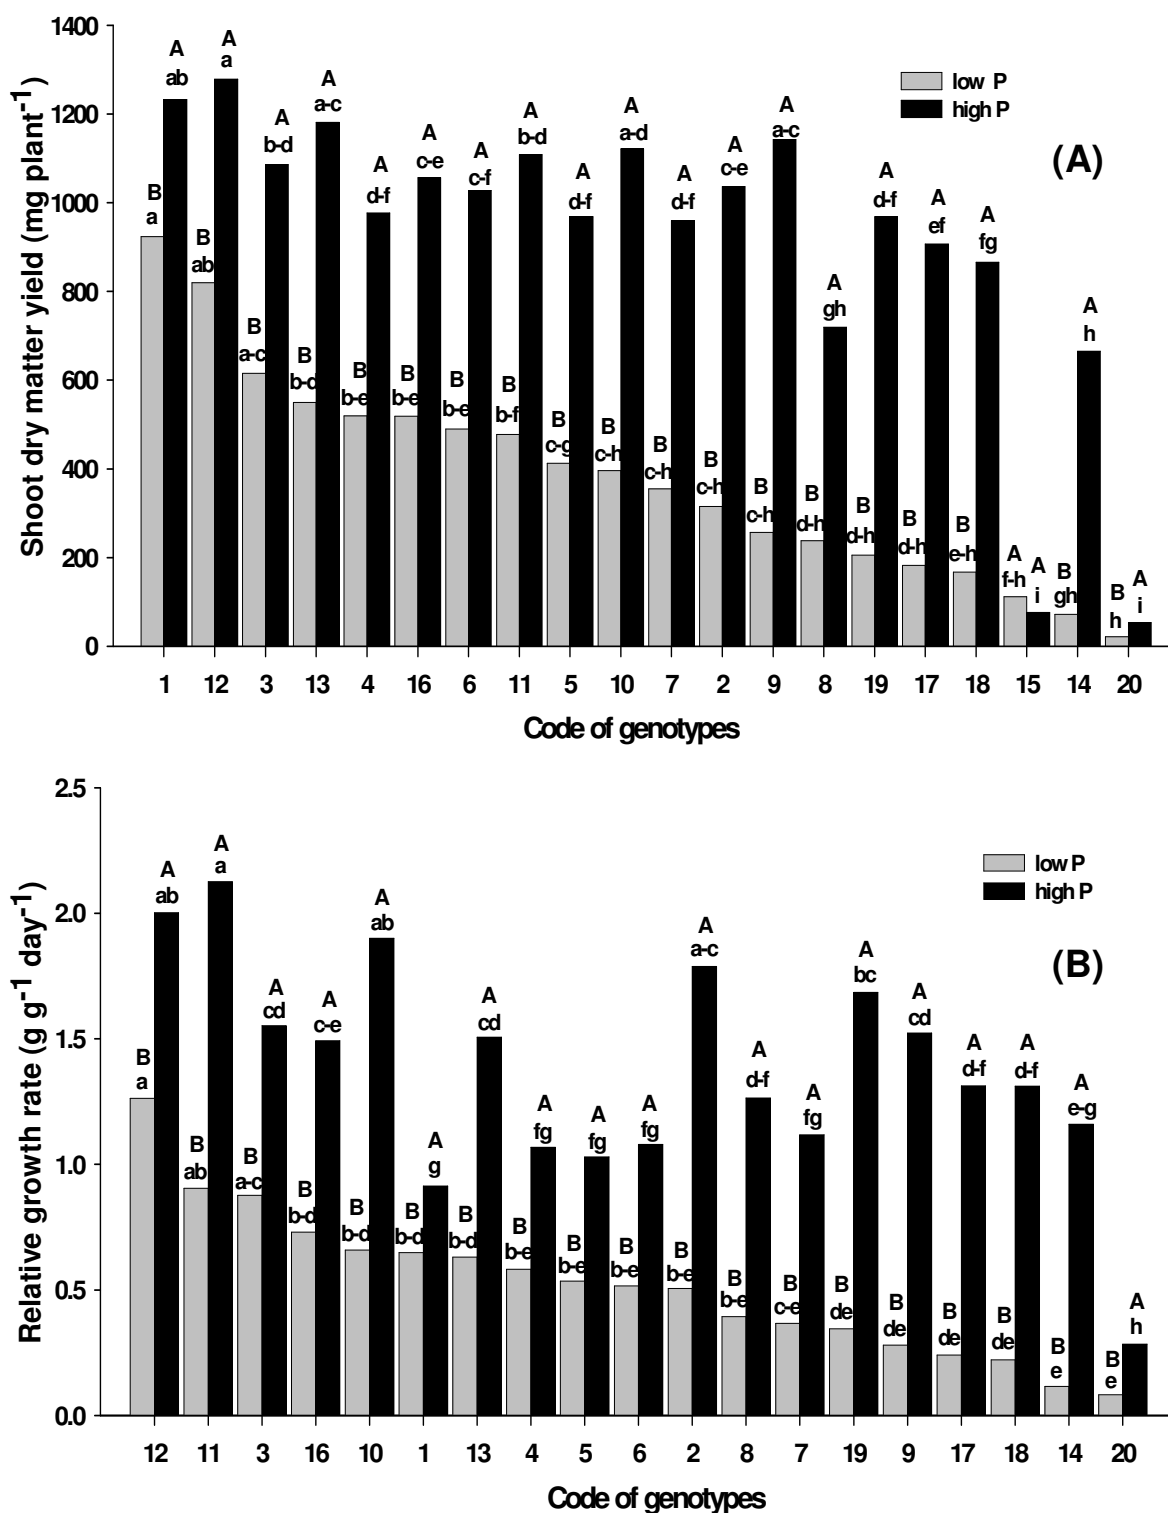 1400
1200
1000
800
600
400
200
0
Shoot dry matter yield (mg plant⁻¹)
low P
high P
(A)
B a A ab
B ab A a
B a-c A b-d
B b-d A a-c
B b-e A d-f
B b-e A c-e
B b-e A c-f
B b-f A b-d
B c-g A d-f
B c-h A a-d
B c-h A d-f
B c-h A c-e
B c-h A a-c
B d-h A gh
B d-h A d-f
B d-h A ef
B e-h A fg
A f-h A i
B gh A h
B h A i
1 12 3 13 4 16 6 11 5 10 7 2 9 8 19 17 18 15 14 20
Code of genotypes
2.5
2.0
1.5
1.0
0.5
0.0
Relative growth rate (g g⁻¹ day⁻¹)
low P
high P
(B)
B a A ab
B ab A a
B a-c A cd
B b-d A c-e
B b-d A ab
B b-d A g
B b-d A cd
B b-e A fg
B b-e A fg
B b-e A fg
B b-e A a-c
B b-e A d-f
B c-e A fg
B de A bc
B de A cd
B de A d-f
B de A d-f
B e A e-g
B e A h
12 11 3 16 10 1 13 4 5 6 2 8 7 19 9 17 18 14 20
Code of genotypes